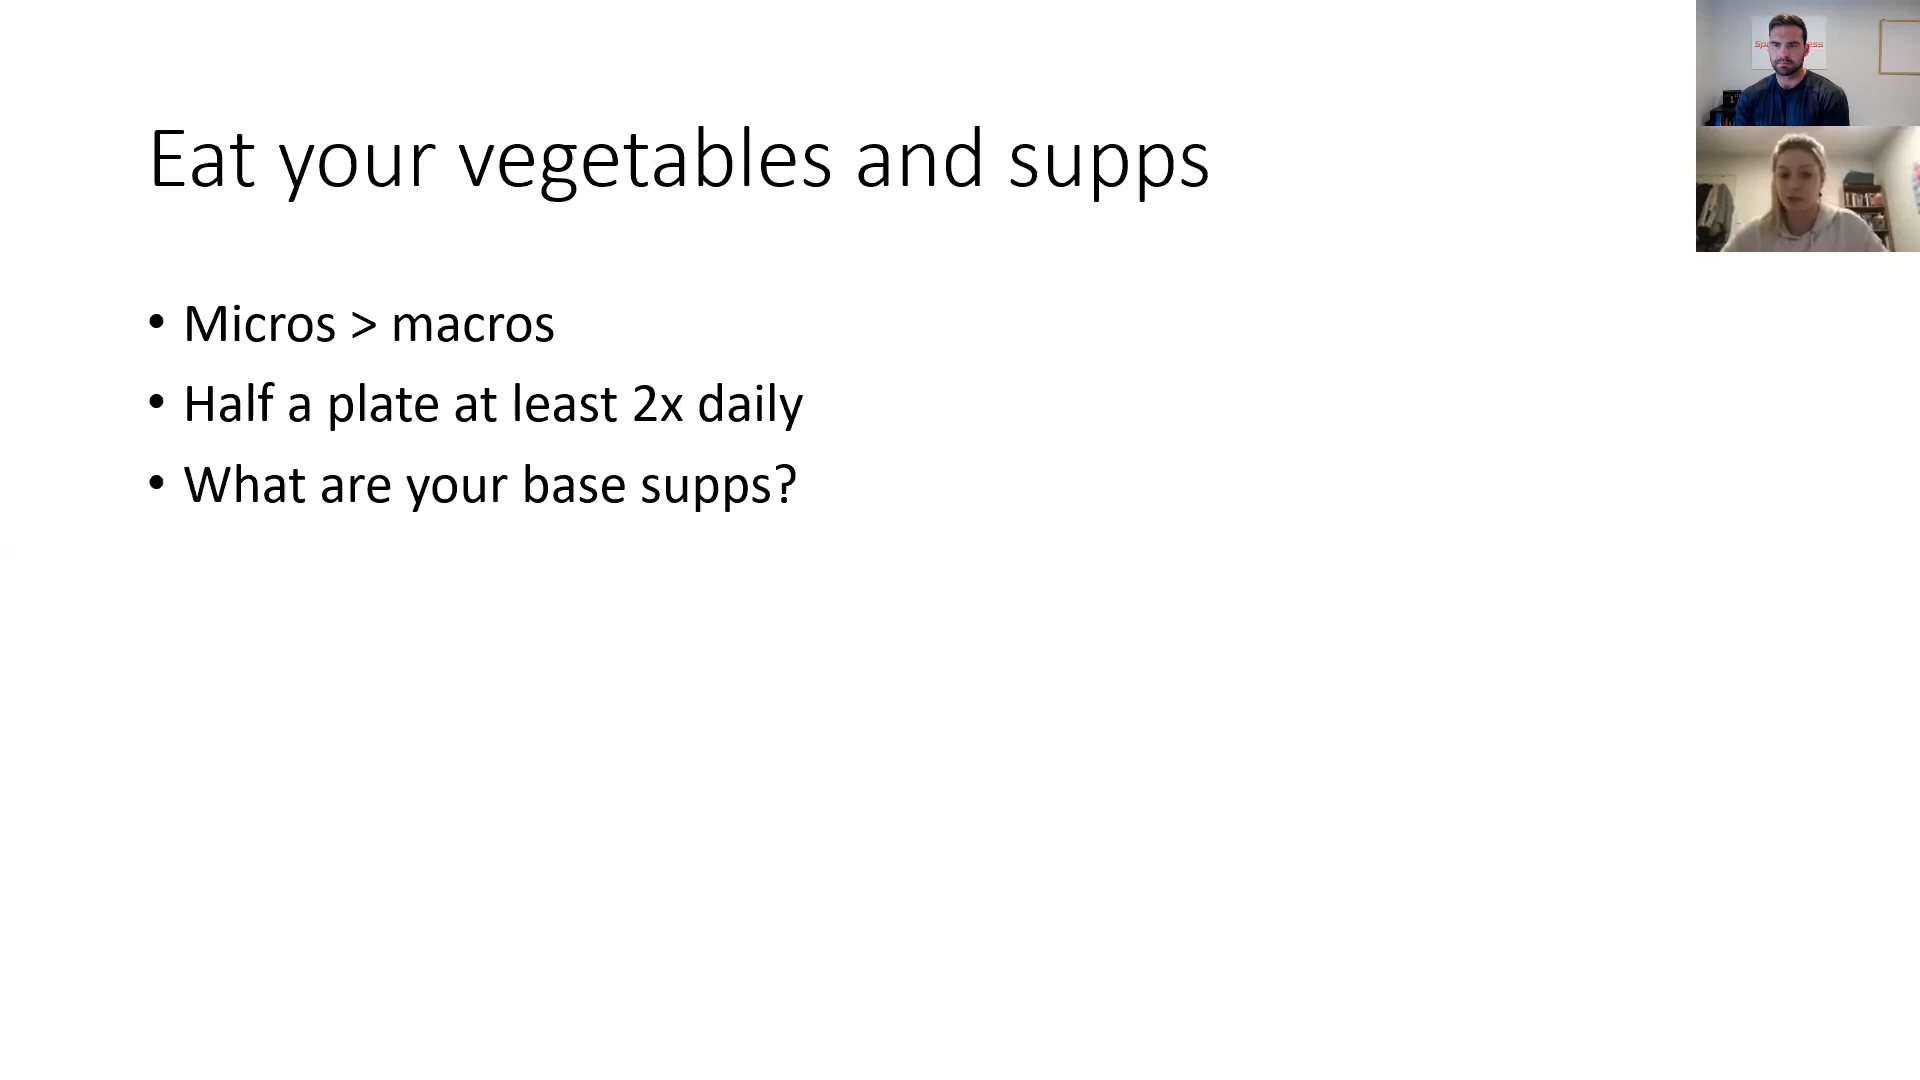 Eat your vegetables and supps
• Micros > macros
• Half a plate at least 2x daily
• What are your base supps?